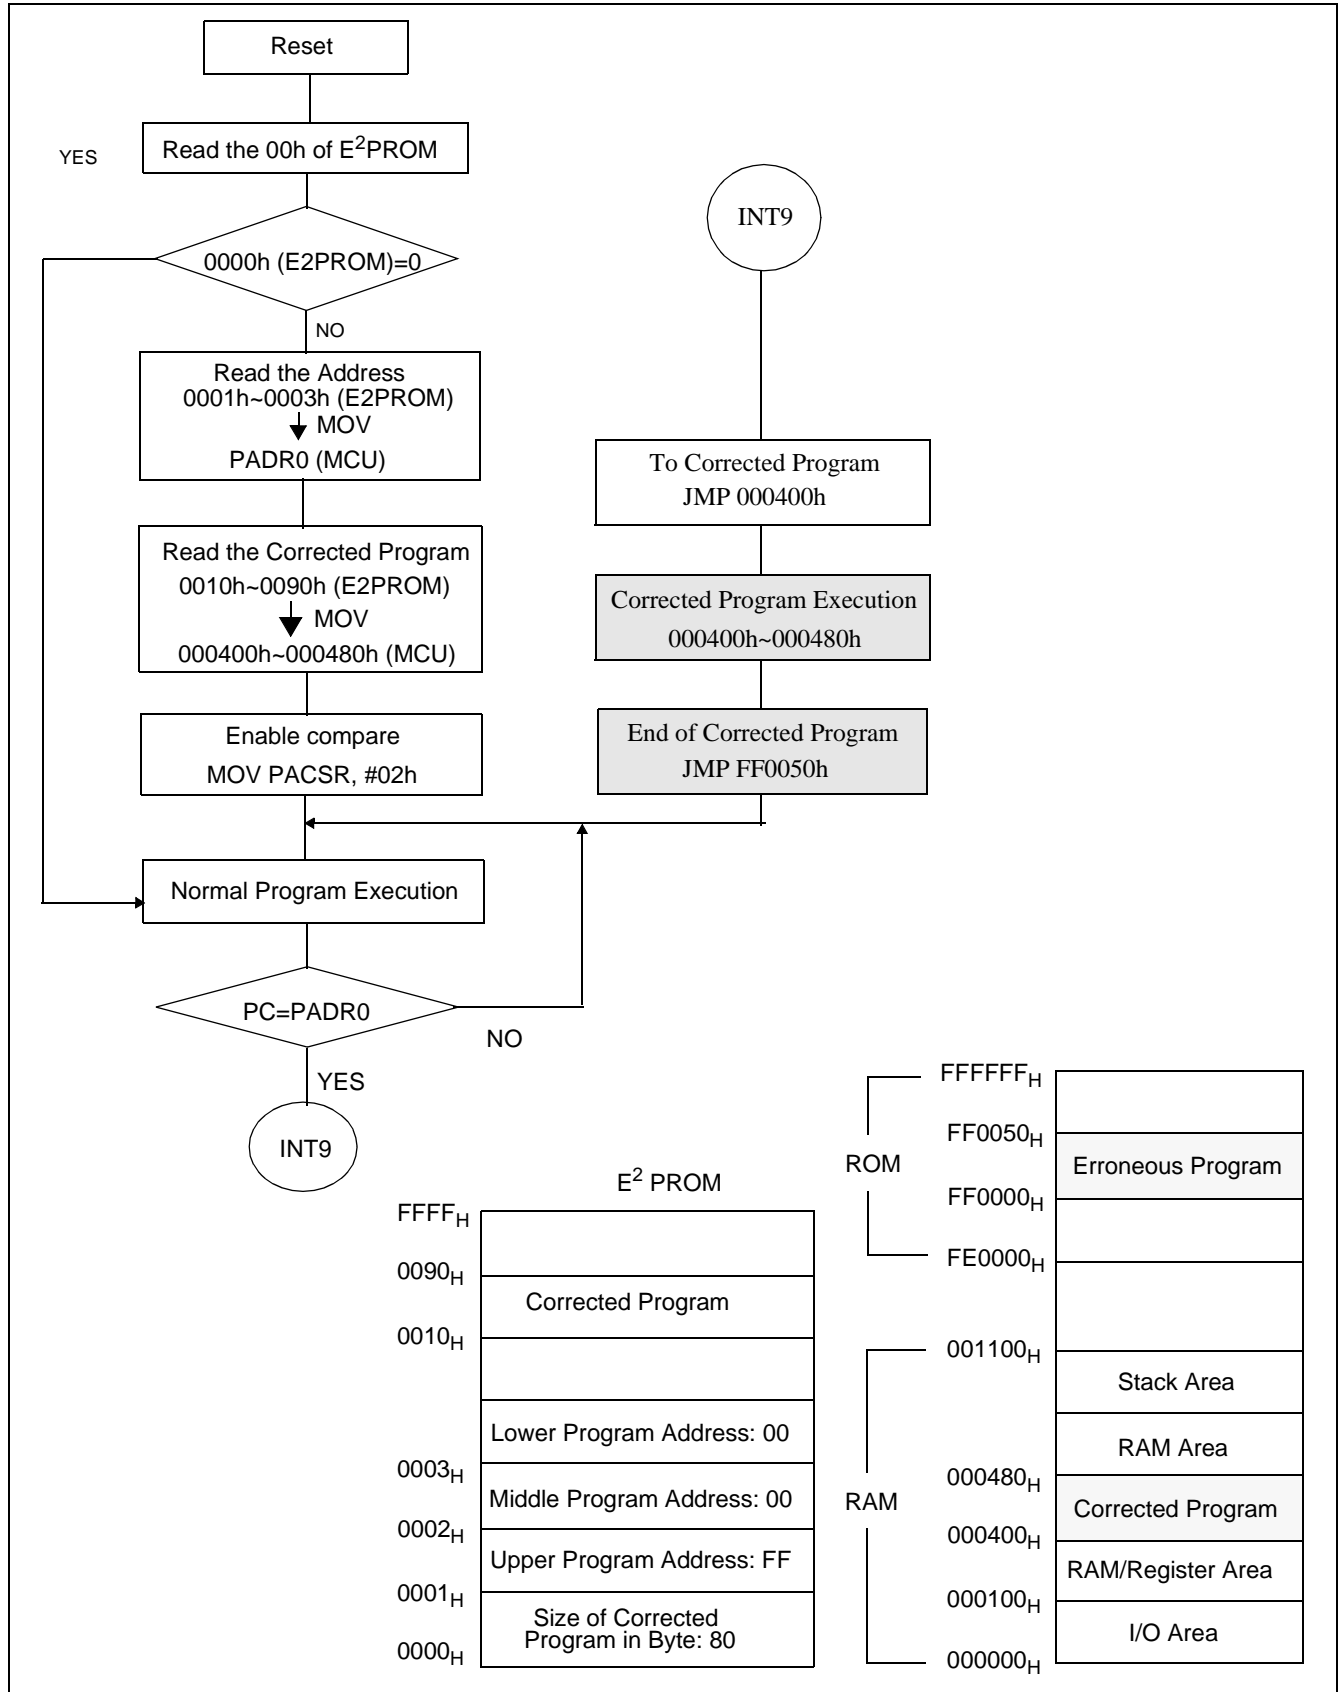 Reset
Read the 00h of E²PROM
YES
0000h (E2PROM)=0
NO
Read the Address
0001h~0003h (E2PROM)
MOV
PADR0 (MCU)
Read the Corrected Program
0010h~0090h (E2PROM)
MOV
000400h~000480h (MCU)
Enable compare
MOV PACSR, #02h
Normal Program Execution
PC=PADR0
NO
YES
INT9
INT9
To Corrected Program
JMP 000400h
Corrected Program Execution
000400h~000480h
End of Corrected Program
JMP FF0050h
E² PROM
FFFFH
0090H
Corrected Program
0010H
Lower Program Address: 00
0003H
Middle Program Address: 00
0002H
Upper Program Address: FF
0001H
Size of Corrected
Program in Byte: 80
0000H
FFFFFFH
FF0050H
ROM
Erroneous Program
FF0000H
FE0000H
001100H
Stack Area
RAM Area
000480H
RAM
Corrected Program
000400H
RAM/Register Area
000100H
I/O Area
000000H